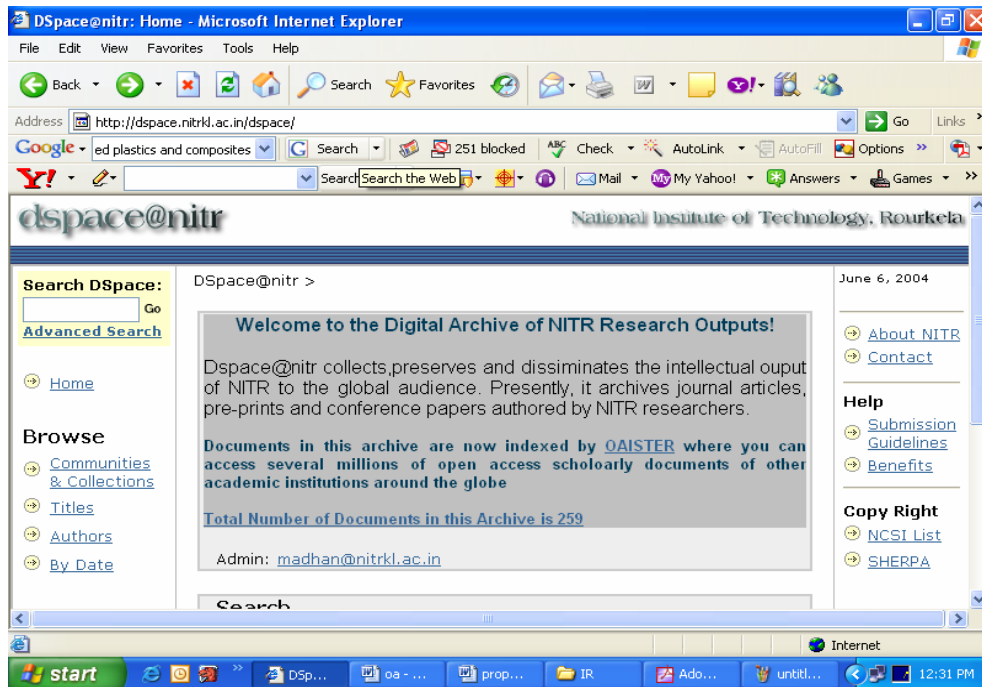 DSpace@nitr: Home - Microsoft Internet Explorer
File Edit View Favorites Tools Help
Back Search Favorites
Address http://dspace.nitrkl.ac.in/dspace/ Go Links
Google ed plastics and composites Search 251 blocked Check AutoLink AutoFill Options
Y! Search the Web Mail My Yahoo! Answers Games
dspace@nitr
National Institute of Technology, Rourkela
Search DSpace:
Go
Advanced Search
Home
Browse
Communities
& Collections
Titles
Authors
By Date
DSpace@nitr >
Welcome to the Digital Archive of NITR Research Outputs!
Dspace@nitr collects,preserves and dissiminates the intellectual ouput
of NITR to the global audience. Presently, it archives journal articles,
pre-prints and conference papers authored by NITR researchers.
Documents in this archive are now indexed by OAISTER where you can
access several millions of open access scholoarly documents of other
academic institutions around the globe
Total Number of Documents in this Archive is 259
Admin: madhan@nitrkl.ac.in
Search
June 6, 2004
About NITR
Contact
Help
Submission
Guidelines
Benefits
Copy Right
NCSI List
SHERPA
Internet
start DSp... oa - ... prop... IR Ado... untitl... 12:31 PM